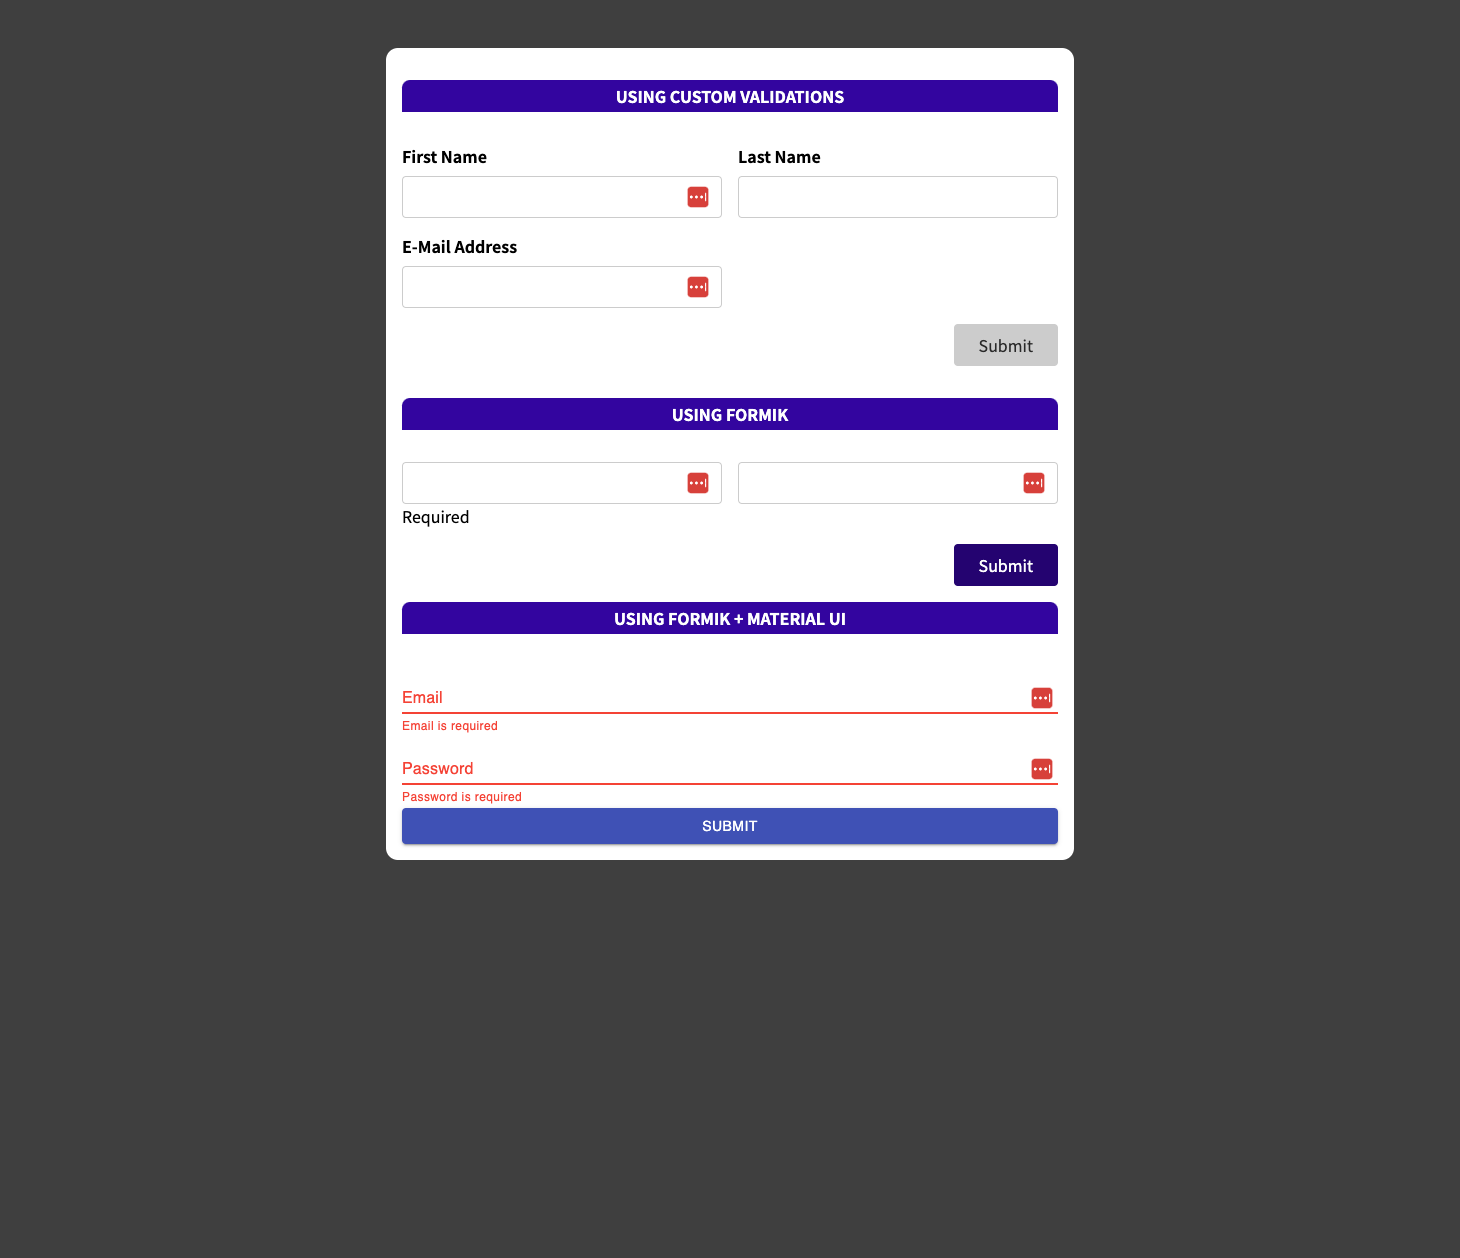 USING CUSTOM VALIDATIONS
First Name
Last Name
E-Mail Address
Submit
USING FORMIK
Required
Submit
USING FORMIK + MATERIAL UI
Email
Email is required
Password
Password is required
SUBMIT